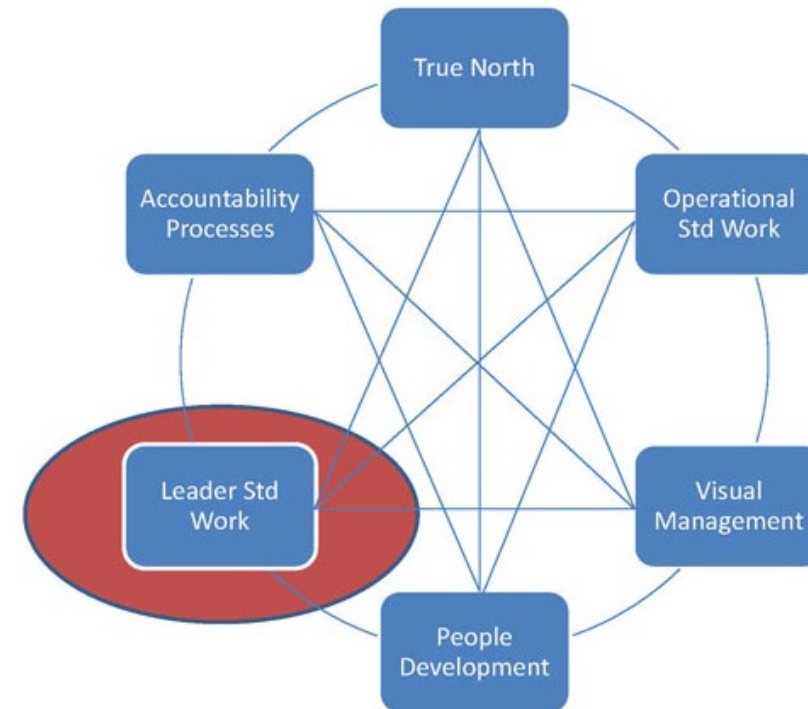 True North
Accountability
Processes
Operational
Std Work
Leader Std
Work
Visual
Management
People
Development